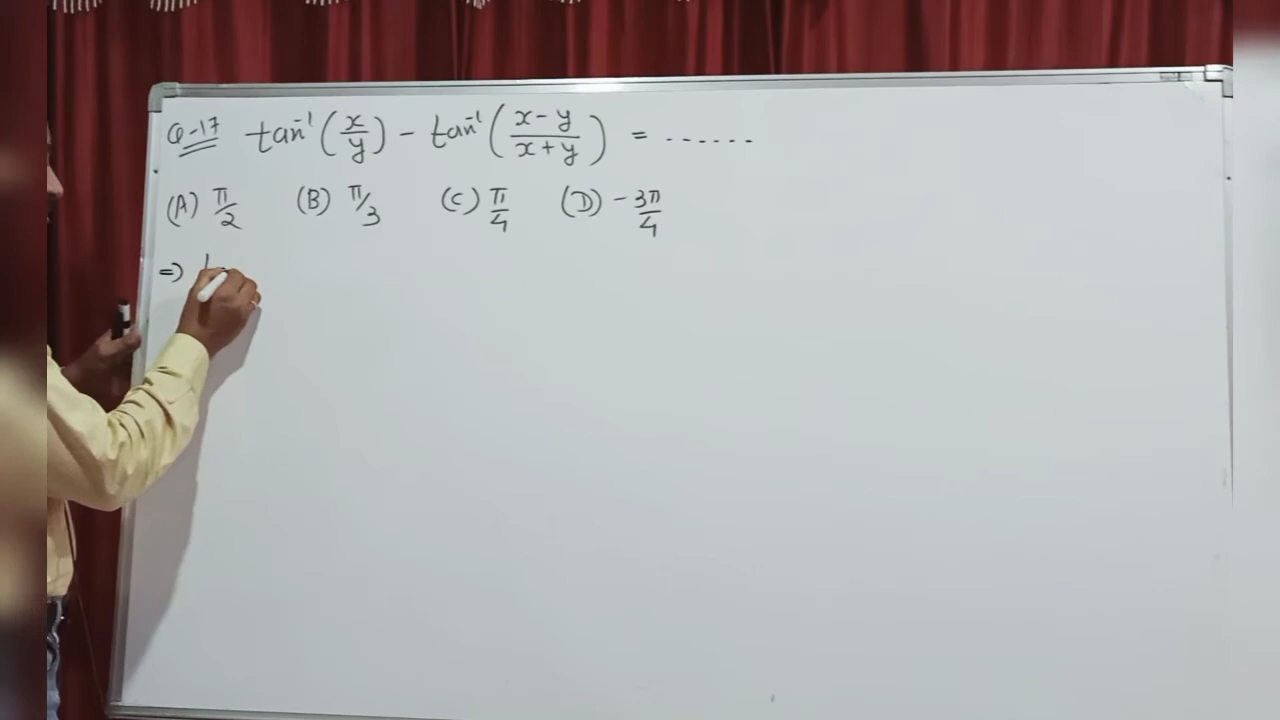 Q-17 tan⁻¹(x/y) - tan⁻¹((x-y)/(x+y)) = ......
(A) π/2 (B) π/3 (C) π/4 (D) -3π/4
⇒